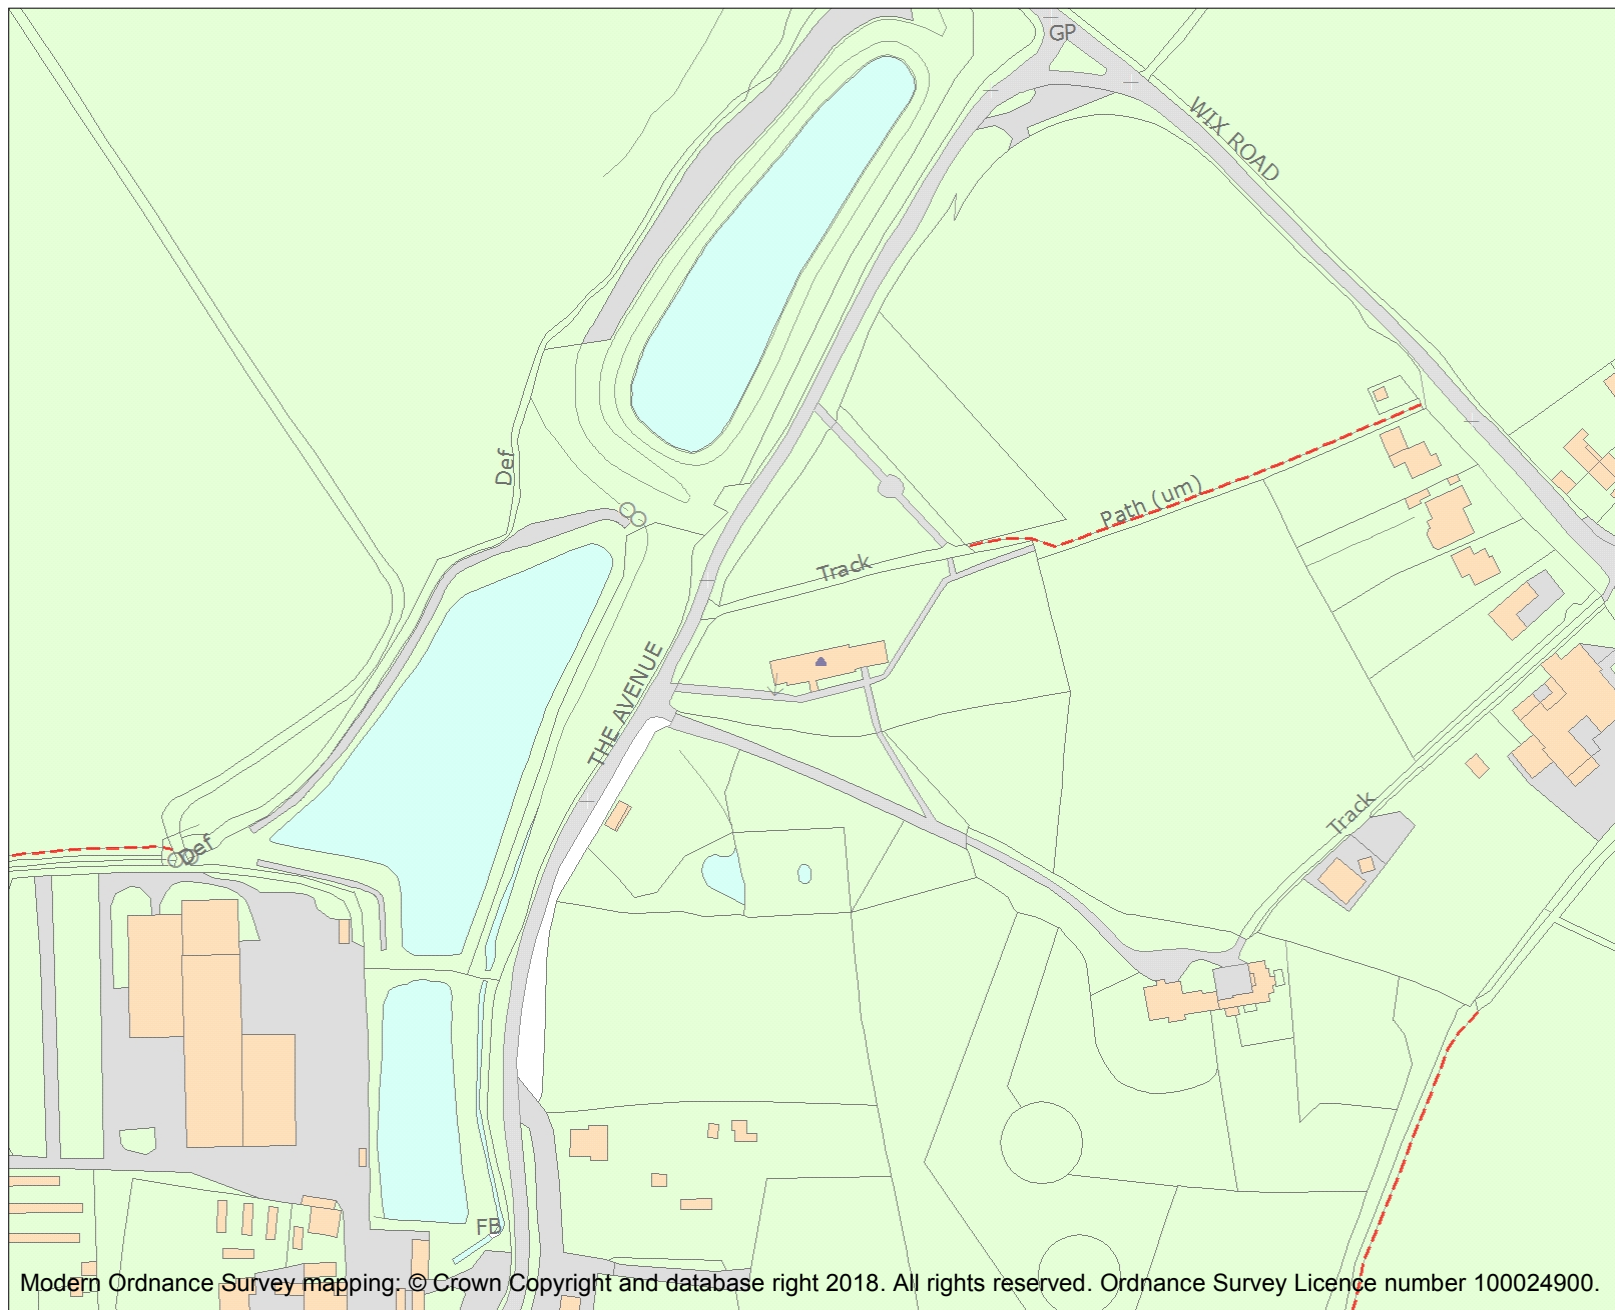 GP
WIX ROAD
Def
Path (um)
Track
THE AVENUE
Track
Def
FB
Modern Ordnance Survey mapping: © Crown Copyright and database right 2018. All rights reserved. Ordnance Survey Licence number 100024900.